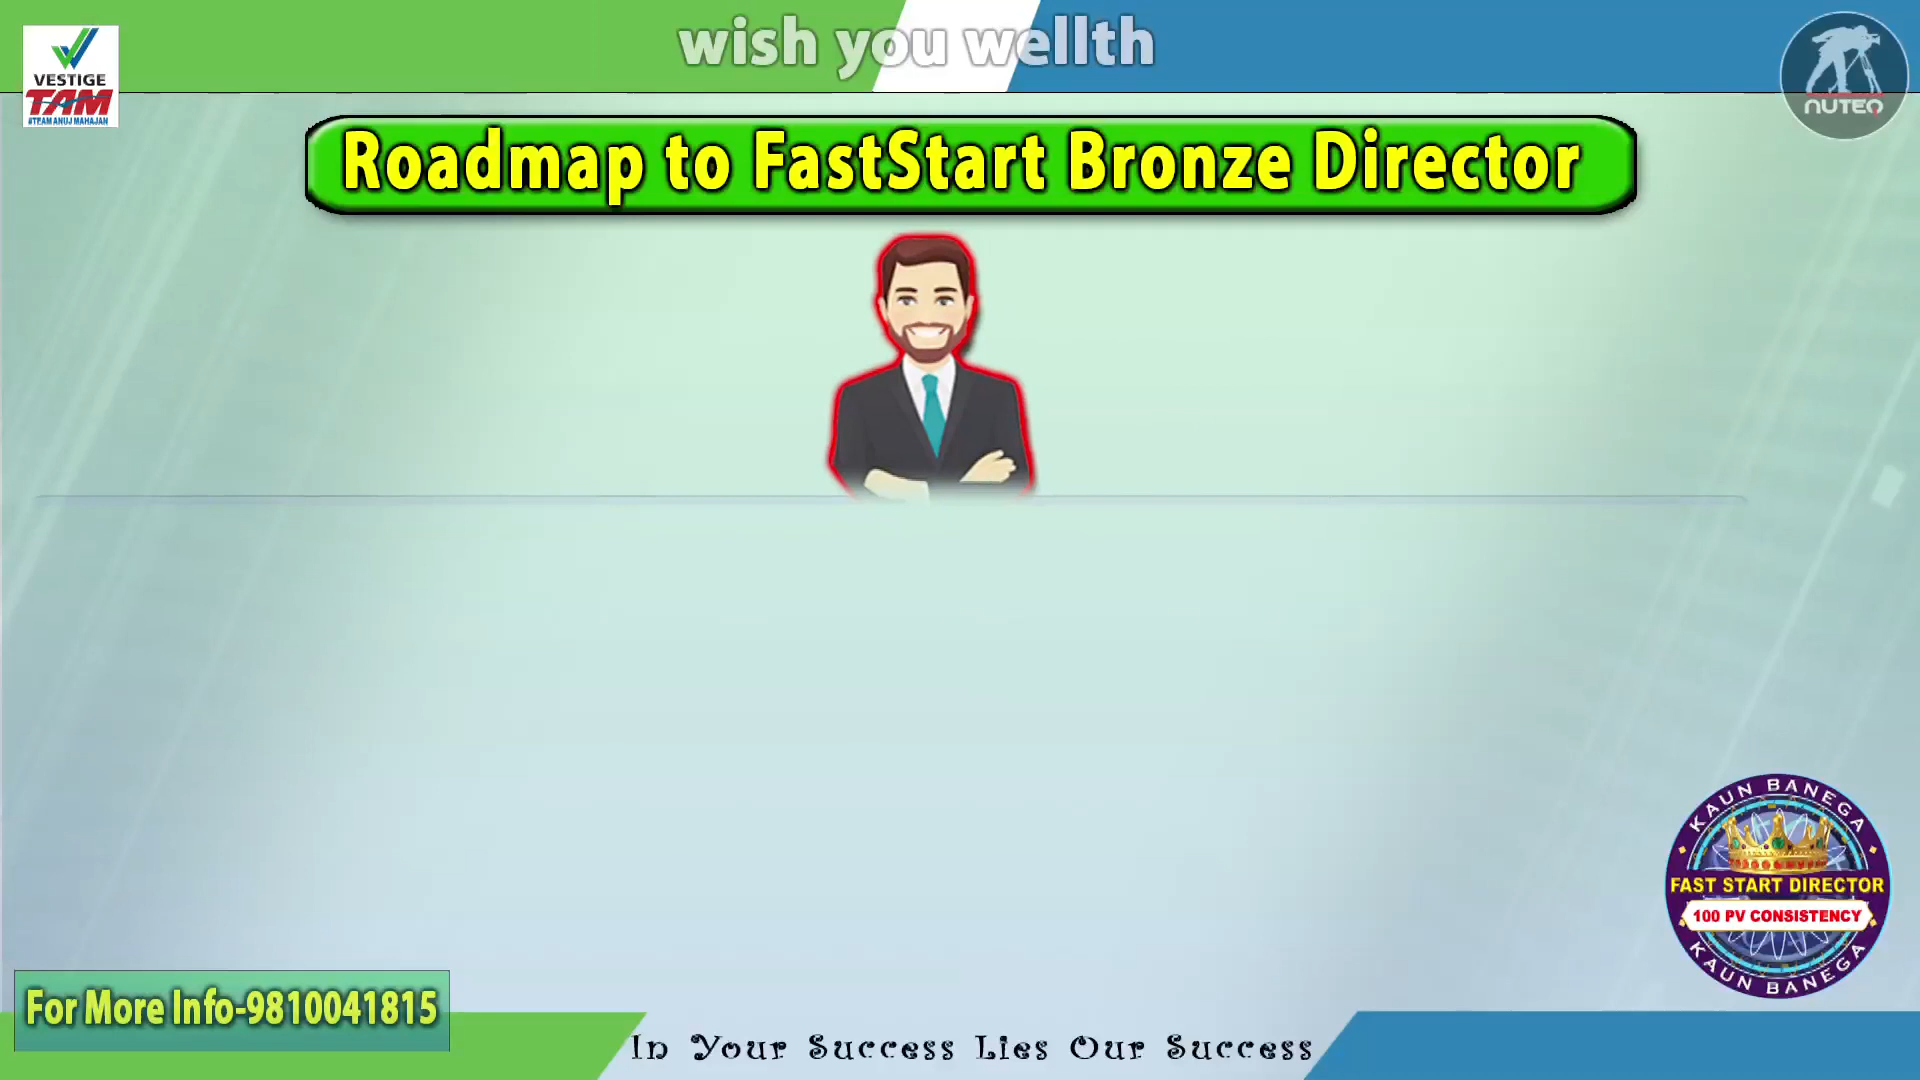 wish you wellth
VESTIGE
TAM
#TEAM ANUJ MAHAJAN
NUTEQ
Roadmap to FastStart Bronze Director
KAUN BANEGA
FAST START DIRECTOR
100 PV CONSISTENCY
KAUN BANEGA
For More Info-9810041815
In Your Success Lies Our Success